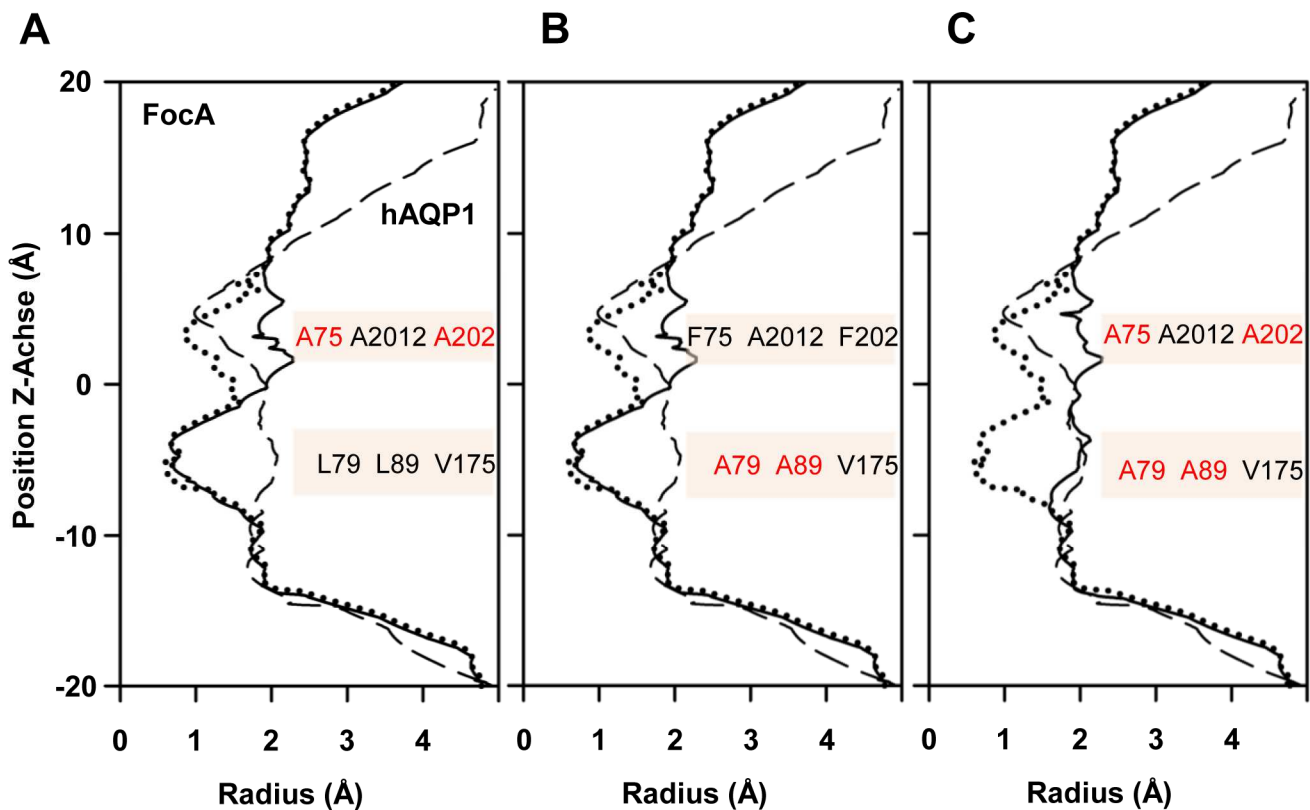 A B C
FocA
hAQP1
Position Z-Achse (Å)
20
10
0
-10
-20
A75 A2012 A202
L79 L89 V175
F75 A2012 F202
A79 A89 V175
A75 A2012 A202
A79 A89 V175
0 1 2 3 4 0 1 2 3 4 0 1 2 3 4
Radius (Å) Radius (Å) Radius (Å)